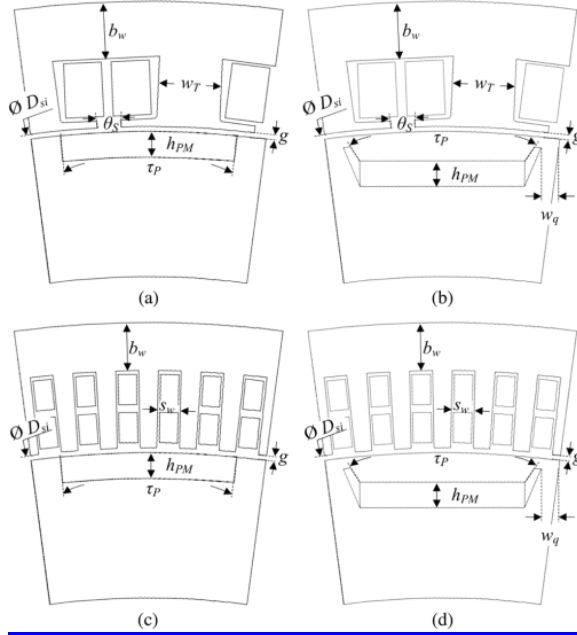 b_w
w_T
Ø D_si
θ_S
g
h_PM
τ_P
(a)
b_w
w_T
Ø D_si
θ_S
g
τ_P
h_PM
w_q
(b)
b_w
s_w
Ø D_si
g
h_PM
τ_P
(c)
b_w
s_w
Ø D_si
g
τ_P
h_PM
w_q
(d)